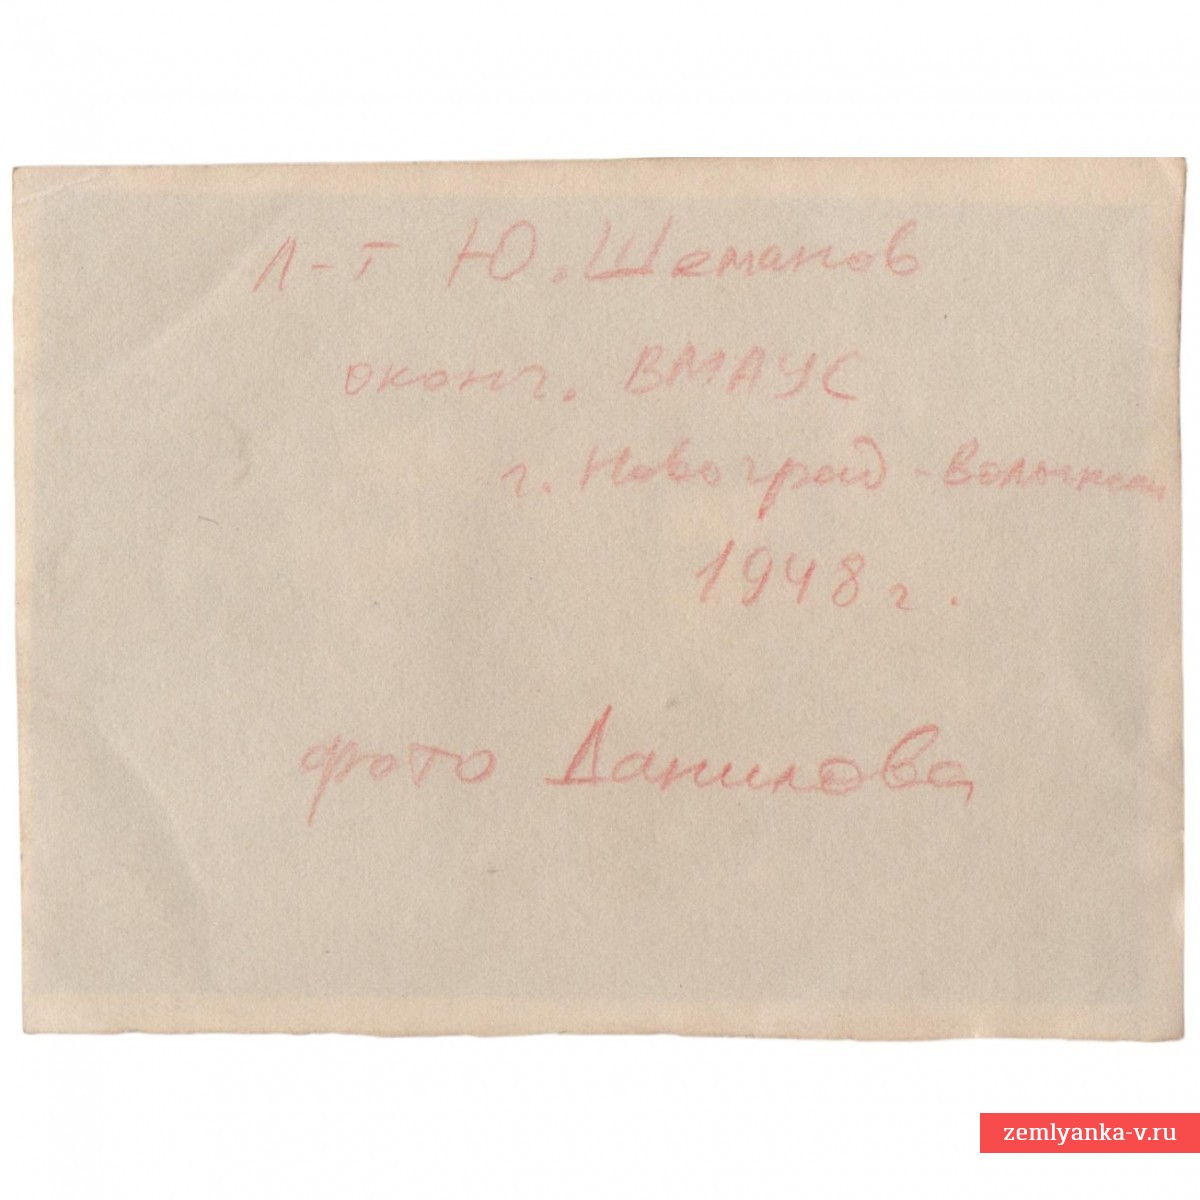 л-т Ю. Шеманов
оконч. ВМАУС
г. Новоград-Волынский
1948 г.
фото Данилова
zemlyanka-v.ru